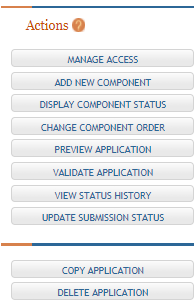 Actions ?
MANAGE ACCESS
ADD NEW COMPONENT
DISPLAY COMPONENT STATUS
CHANGE COMPONENT ORDER
PREVIEW APPLICATION
VALIDATE APPLICATION
VIEW STATUS HISTORY
UPDATE SUBMISSION STATUS
COPY APPLICATION
DELETE APPLICATION